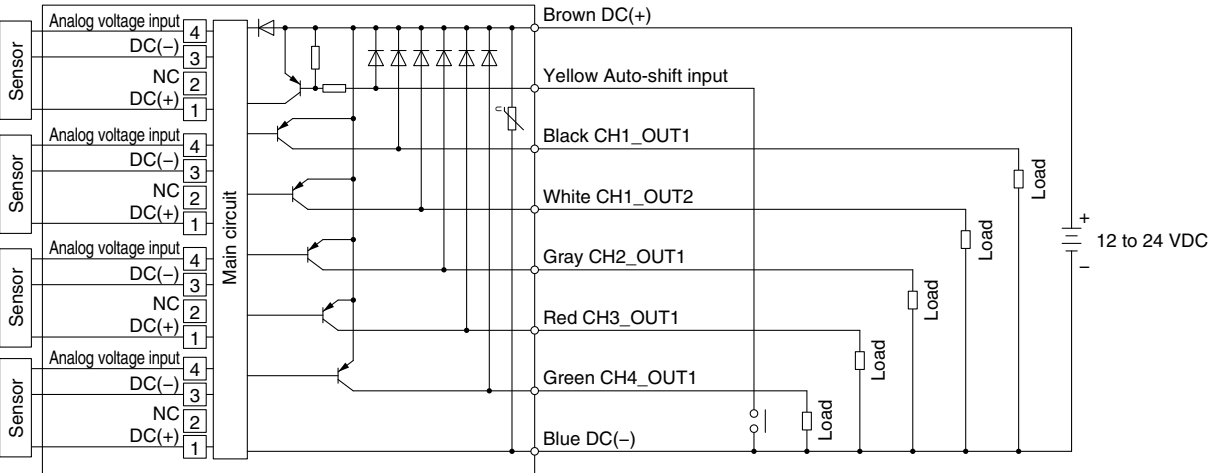 Sensor
Analog voltage input 4
DC(−) 3
NC 2
DC(+) 1
Sensor
Analog voltage input 4
DC(−) 3
NC 2
DC(+) 1
Sensor
Analog voltage input 4
DC(−) 3
NC 2
DC(+) 1
Sensor
Analog voltage input 4
DC(−) 3
NC 2
DC(+) 1
Main circuit
Brown DC(+)
Yellow Auto-shift input
Black CH1_OUT1
White CH1_OUT2
Gray CH2_OUT1
Red CH3_OUT1
Green CH4_OUT1
Blue DC(−)
Load
Load
Load
Load
Load
+
12 to 24 VDC
−